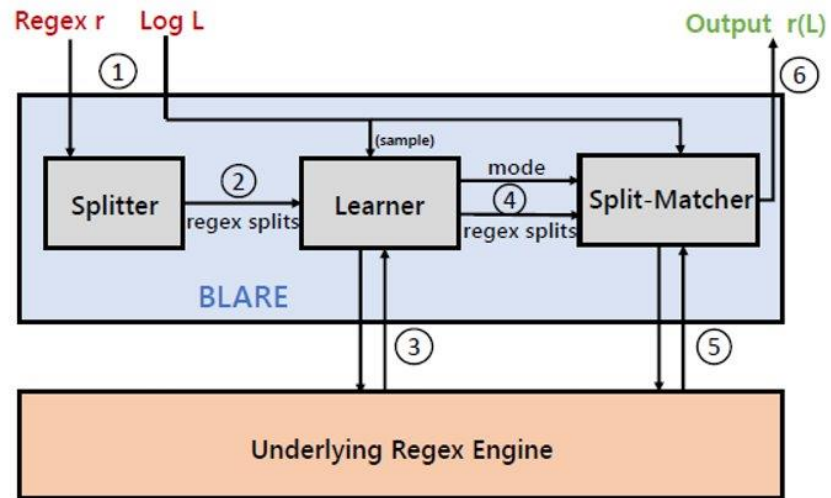 Regex r
Log L
Output r(L)
①
⑥
(sample)
Splitter
②
regex splits
Learner
mode
④
regex splits
Split-Matcher
BLARE
③
⑤
Underlying Regex Engine